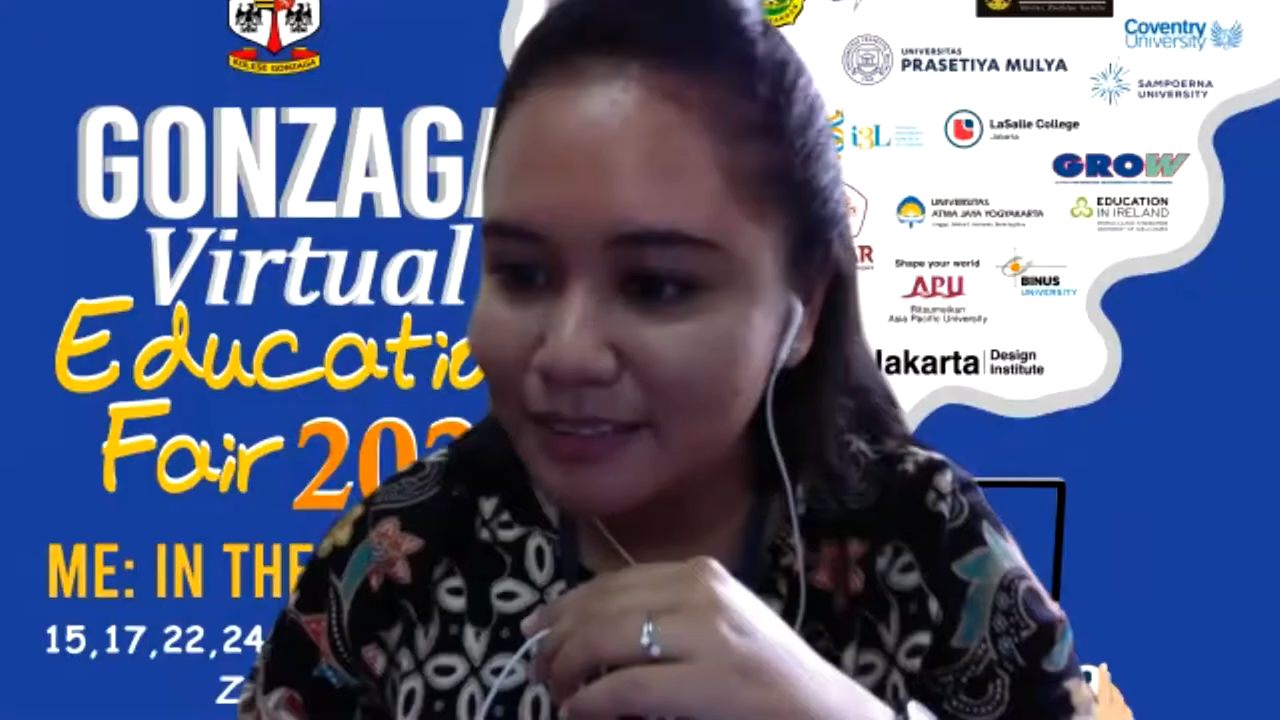 KOLESE GONZAGA
GONZAGA
Virtual
Educatio
Fair 202
ME: IN THE
15,17,22,24
Coventry
University
UNIVERSITAS
PRASETIYA MULYA
SAMPOERNA
UNIVERSITY
i3L
LaSalle College
Jakarta
GROW
UNIVERSITAS
ATMA JAYA YOGYAKARTA
EDUCATION
IN IRELAND
AR
Shape your world
APU
Ritsumeikan
Asia Pacific University
BINUS
UNIVERSITY
Jakarta
Design
Institute